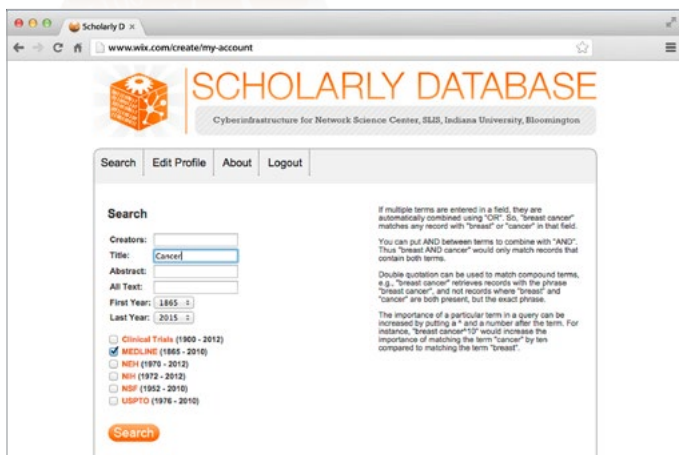 Scholarly D ×
www.wix.com/create/my-account
SCHOLARLY DATABASE
Cyberinfrastructure for Network Science Center, SLIS, Indiana University, Bloomington
Search Edit Profile About Logout
Search
Creators:
Title: Cancer
Abstract:
All Text:
First Year: 1865
Last Year: 2015
Clinical Trials (1900 - 2012)
MEDLINE (1865 - 2010)
NEH (1970 - 2012)
NIH (1972 - 2012)
NSF (1952 - 2010)
USPTO (1976 - 2010)
Search
If multiple terms are entered in a field, they are
automatically combined using "OR". So, "breast cancer"
matches any record with "breast" or "cancer" in that field.
You can put AND between terms to combine with "AND".
Thus "breast AND cancer" would only match records that
contain both terms.
Double quotation can be used to match compound terms,
e.g., "breast cancer" retrieves records with the phrase
"breast cancer", and not records where "breast" and
"cancer" are both present, but the exact phrase.
The importance of a particular term in a query can be
increased by putting a ^ and a number after the term. For
instance, "breast cancer^10" would increase the
importance of matching the term "cancer" by ten
compared to matching the term "breast".